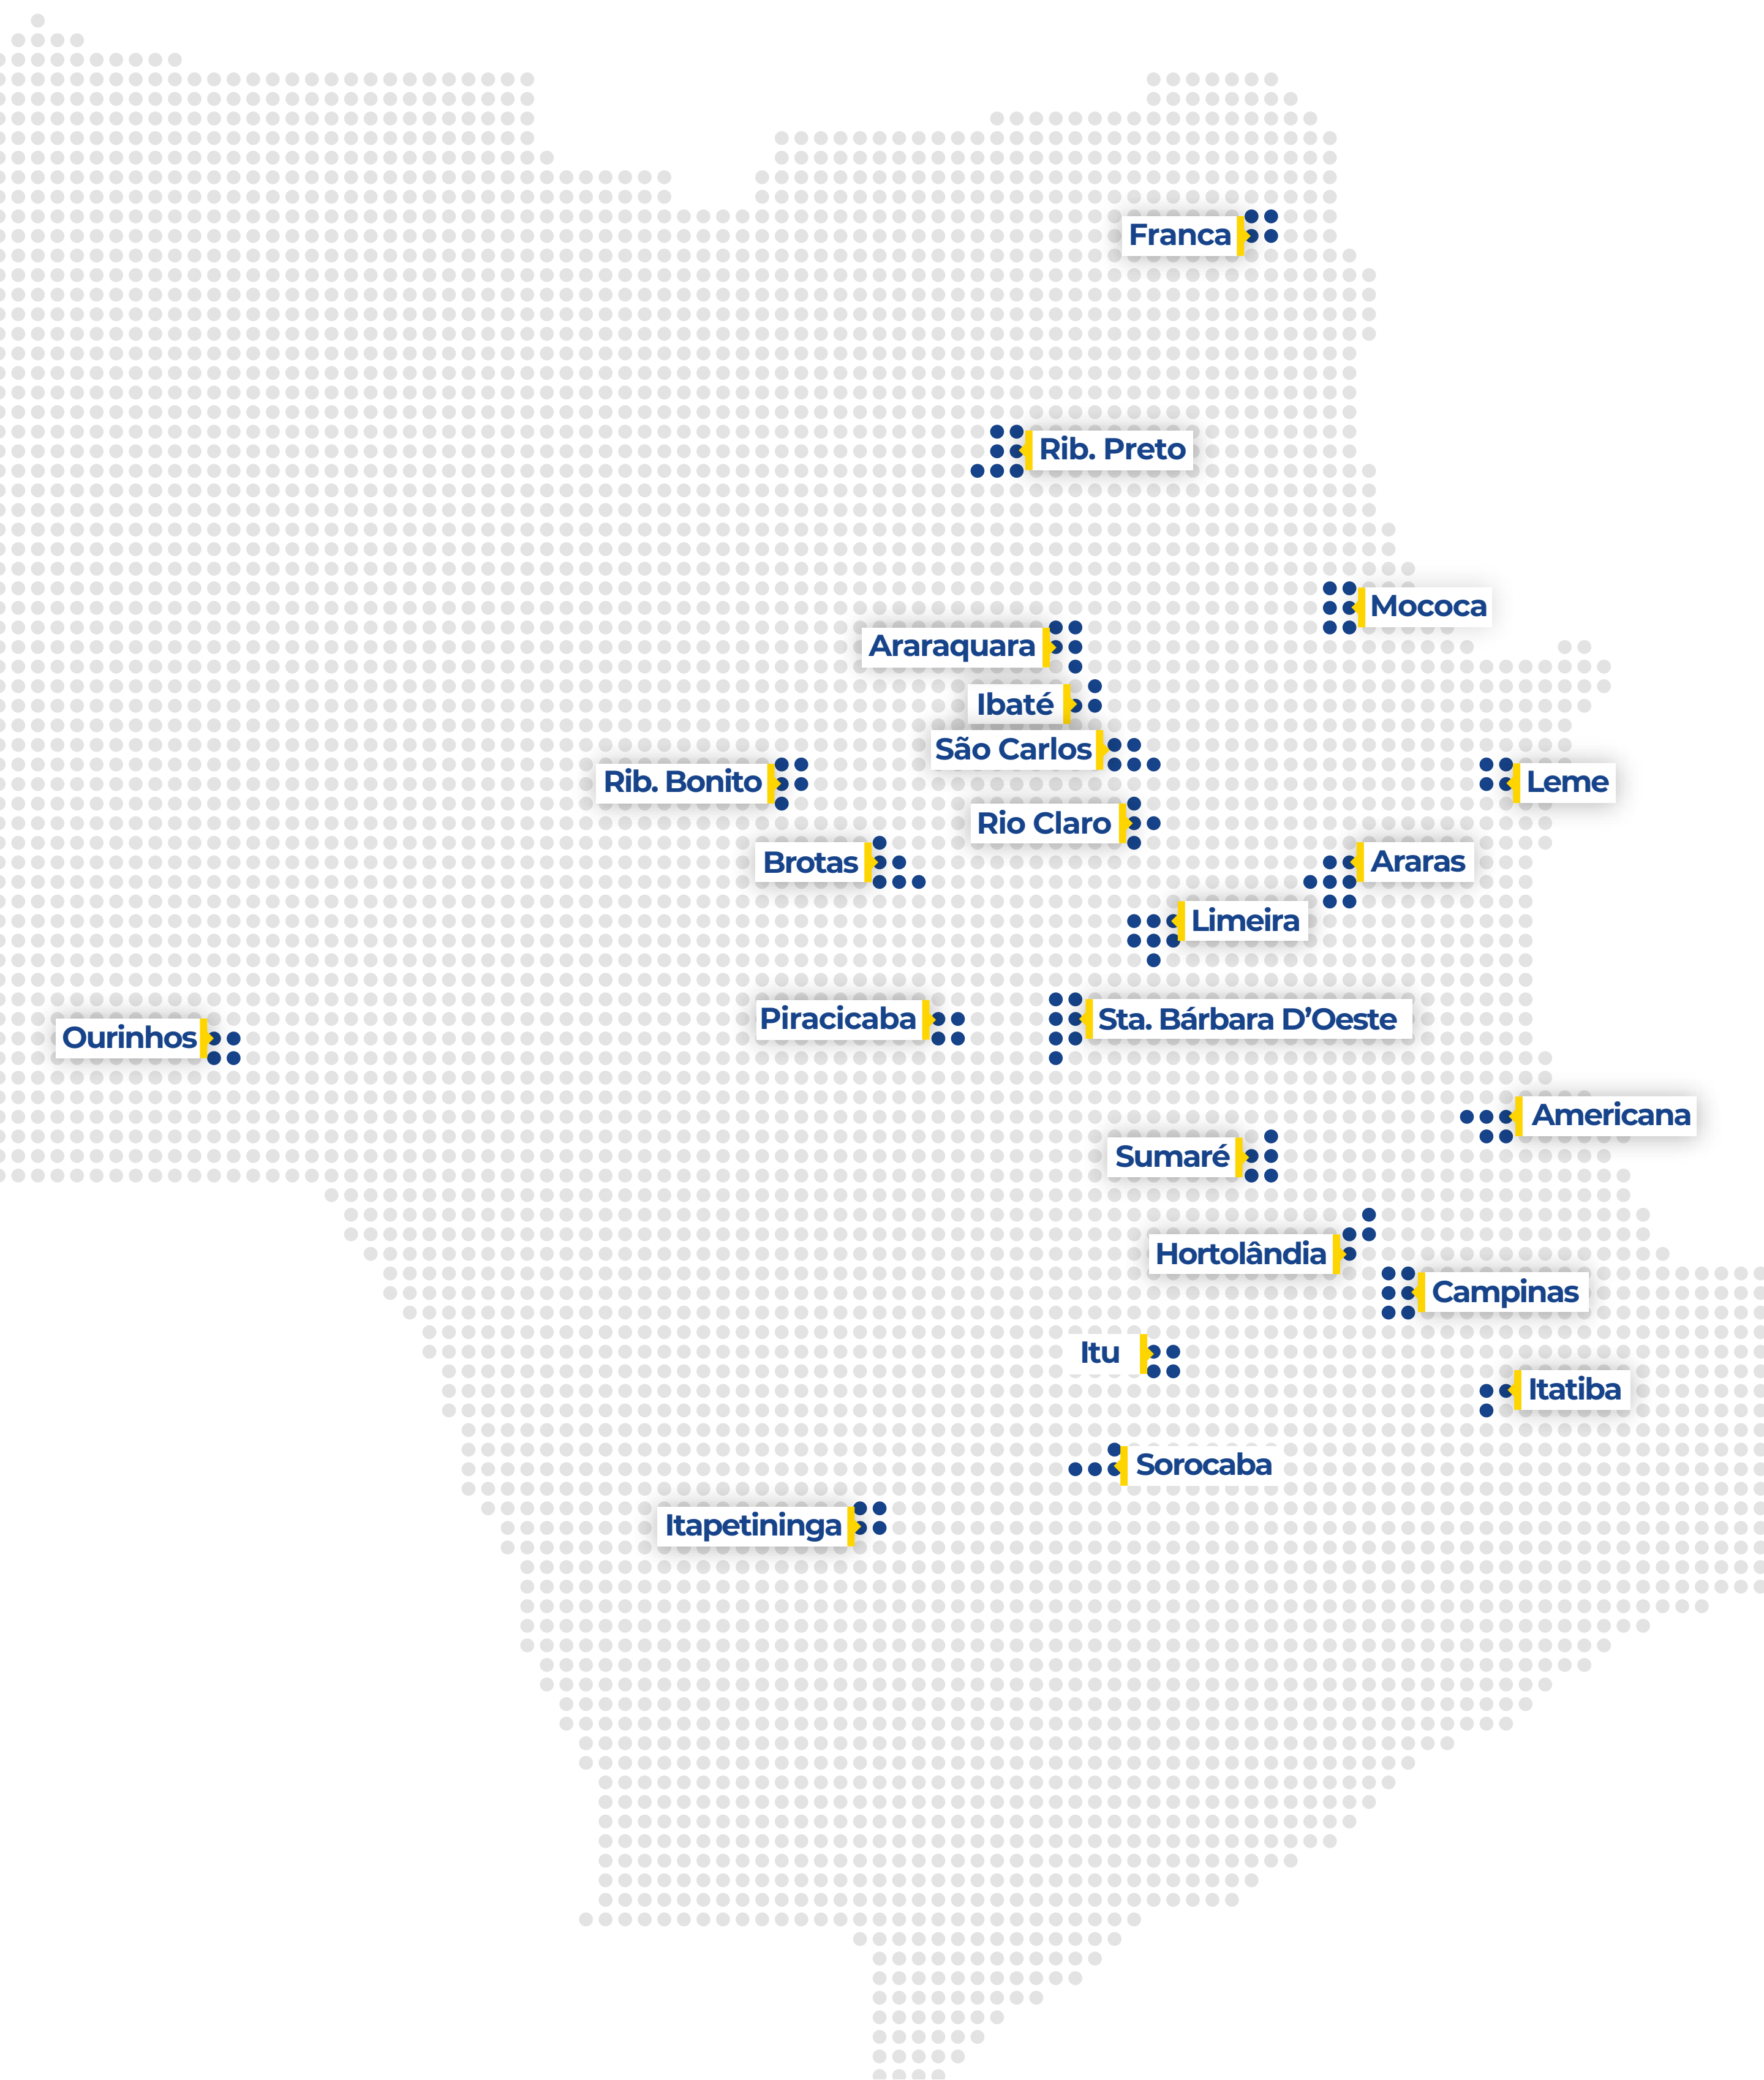 Franca
Rib. Preto
Mococa
Araraquara
Ibaté
São Carlos
Rib. Bonito
Leme
Rio Claro
Brotas
Araras
Limeira
Piracicaba
Sta. Bárbara D’Oeste
Ourinhos
Americana
Sumaré
Hortolândia
Campinas
Itu
Itatiba
Sorocaba
Itapetininga